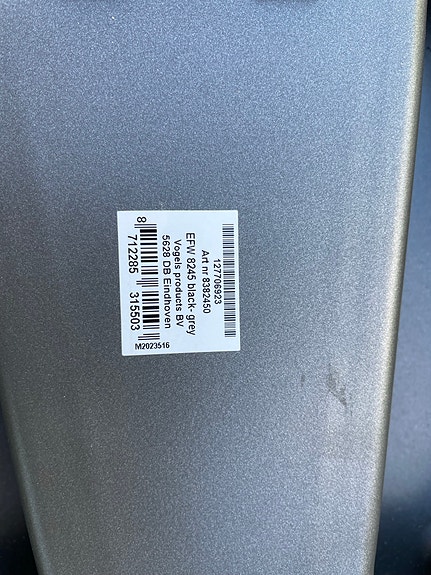 127706923
Art nr 8382450
EFW 8245 black- grey
Vogels products BV
5628 DB Eindhoven
8 712285 315503
M2023516